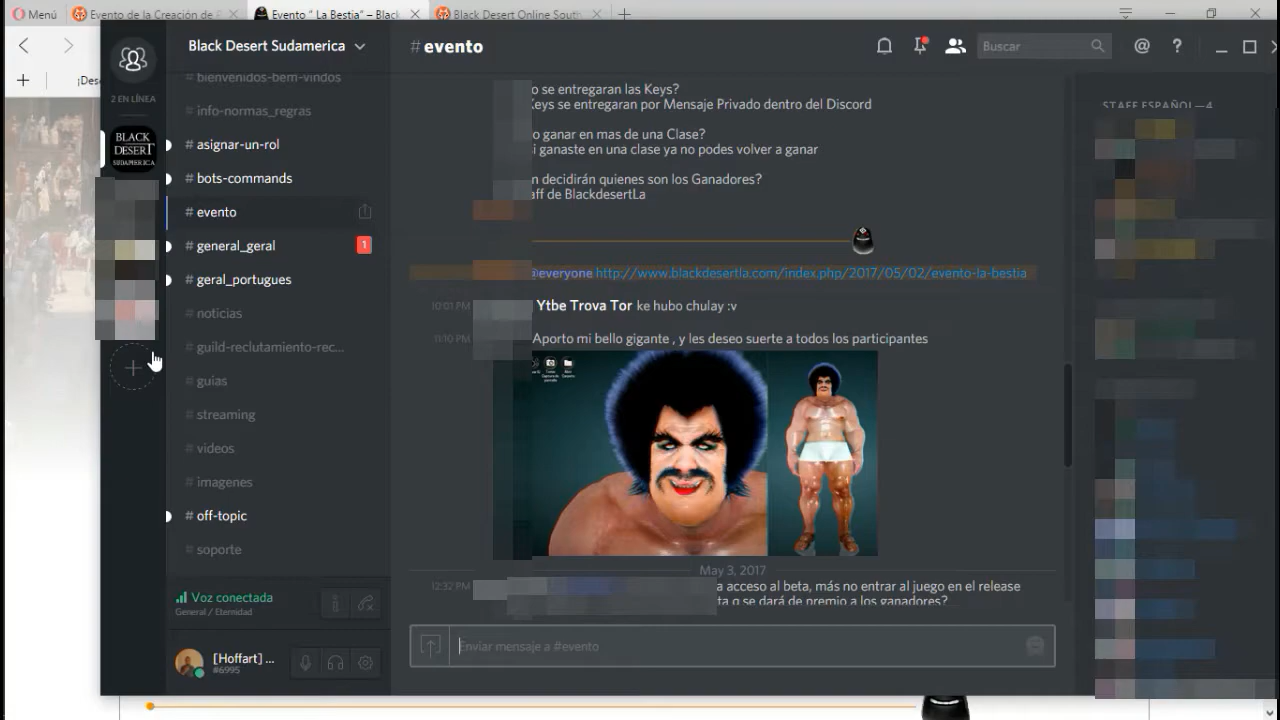 Menú
Evento de la Creación de
Evento " La Bestia" – Black
Black Desert Online South
¡Des
2 EN LÍNEA
BLACK
DESERT
SUDAMERICA
Black Desert Sudamerica
# bienvenidos-bem-vindos
# info-normas_regras
# asignar-un-rol
# bots-commands
# evento
# general_geral
1
# geral_portugues
# noticias
# guild-reclutamiento-rec...
# guias
# streaming
# videos
# imagenes
# off-topic
# soporte
Voz conectada
General / Eternidad
[Hoffart] ...
#6995
# evento
Buscar
@
?
o se entregaran las Keys?
Keys se entregaran por Mensaje Privado dentro del Discord
o ganar en mas de una Clase?
i ganaste en una clase ya no podes volver a ganar
n decidirán quienes son los Ganadores?
aff de BlackdesertLa
@everyone http://www.blackdesertla.com/index.php/2017/05/02/evento-la-bestia
10:01 PM Ytbe Trova Tor ke hubo chulay :v
11:10 PM Aporto mi bello gigante , y les deseo suerte a todos los participantes
May 3, 2017
12:32 PM a acceso al beta, más no entrar al juego en el release
ta q se dará de premio a los ganadores?
Enviar mensaje a #evento
STAFF ESPAÑOL—4